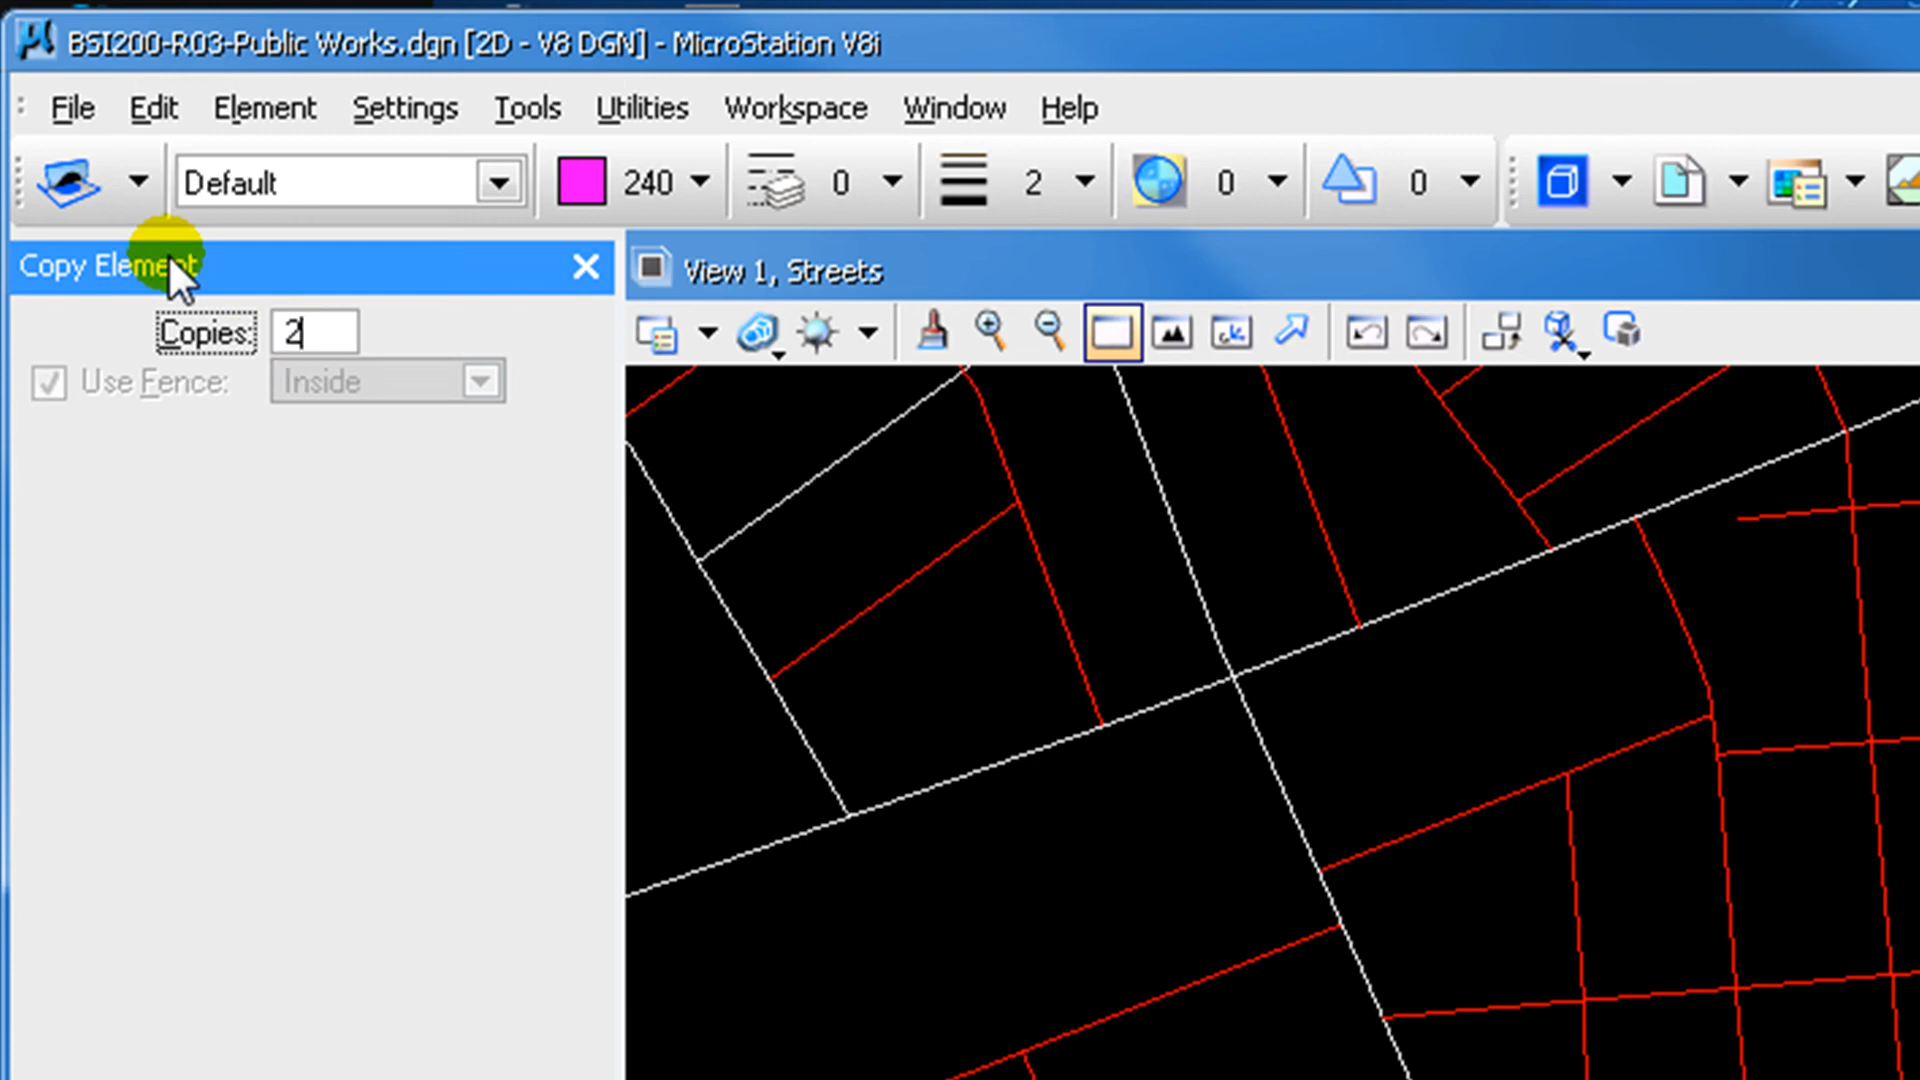 BSI200-R03-Public Works.dgn [2D - V8 DGN] - MicroStation V8i
File Edit Element Settings Tools Utilities Workspace Window Help
Default 240 0 2 0 0
Copy Element
View 1, Streets
Copies: 2
Use Fence: Inside